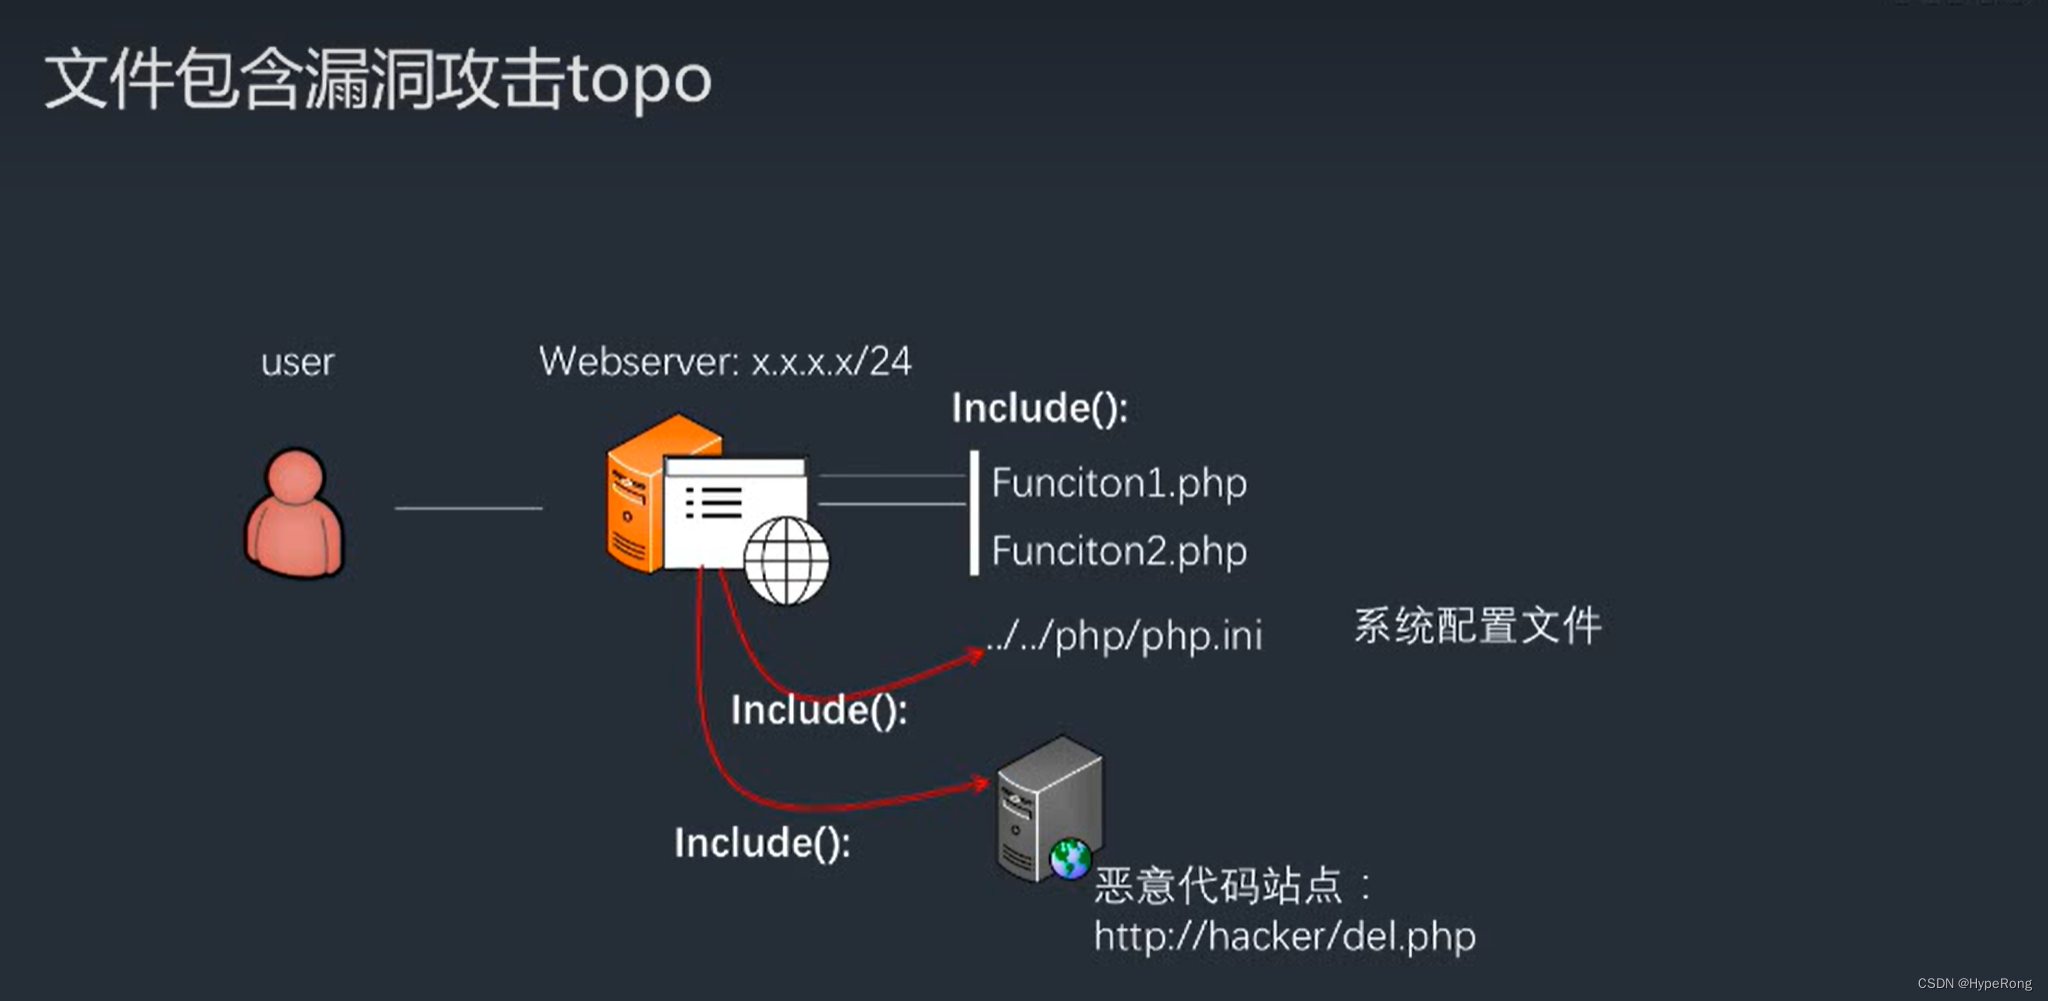 文件包含漏洞攻击topo
user
Webserver: x.x.x.x/24
Include():
Funciton1.php
Funciton2.php
../../php/php.ini
系统配置文件
Include():
Include():
恶意代码站点：
http://hacker/del.php
CSDN @HypeRong